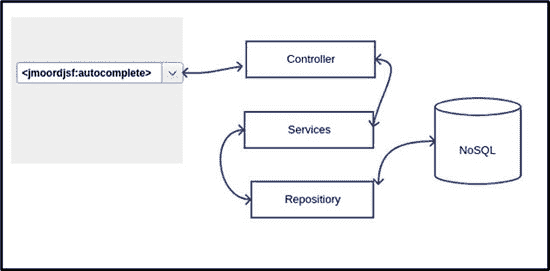 <jmoordjsf:autocomplete>
Controller
Services
Repositiory
NoSQL